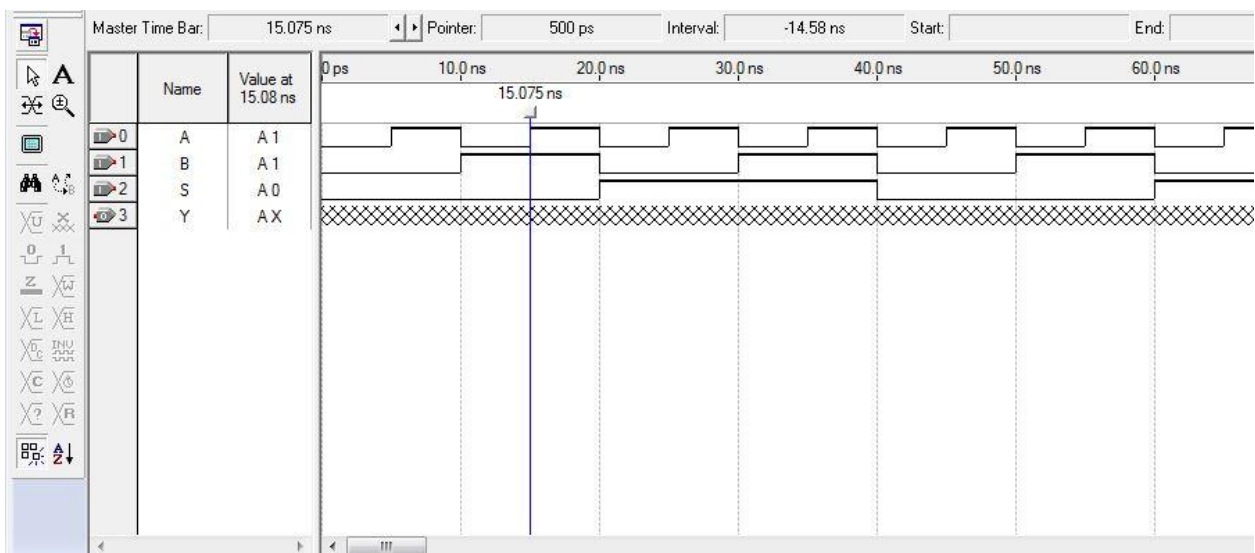 Master Time Bar: 15.075 ns Pointer: 500 ps Interval: -14.58 ns Start: End:
A
Name
Value at
15.08 ns
0 ps 10.0 ns 20.0 ns 30.0 ns 40.0 ns 50.0 ns 60.0 ns
15.075 ns
0 A A 1
1 B A 1
2 S A 0
3 Y A X